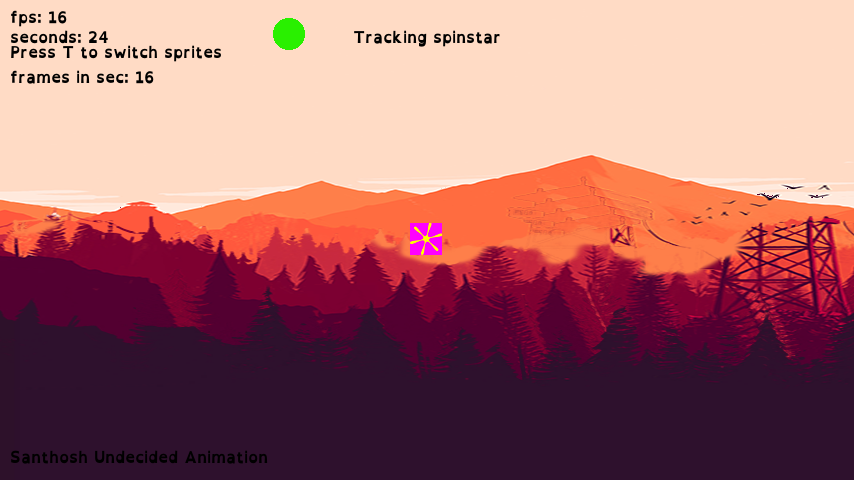 fps: 16
seconds: 24
Press T to switch sprites
frames in sec: 16
Tracking spinstar
Santhosh Undecided Animation